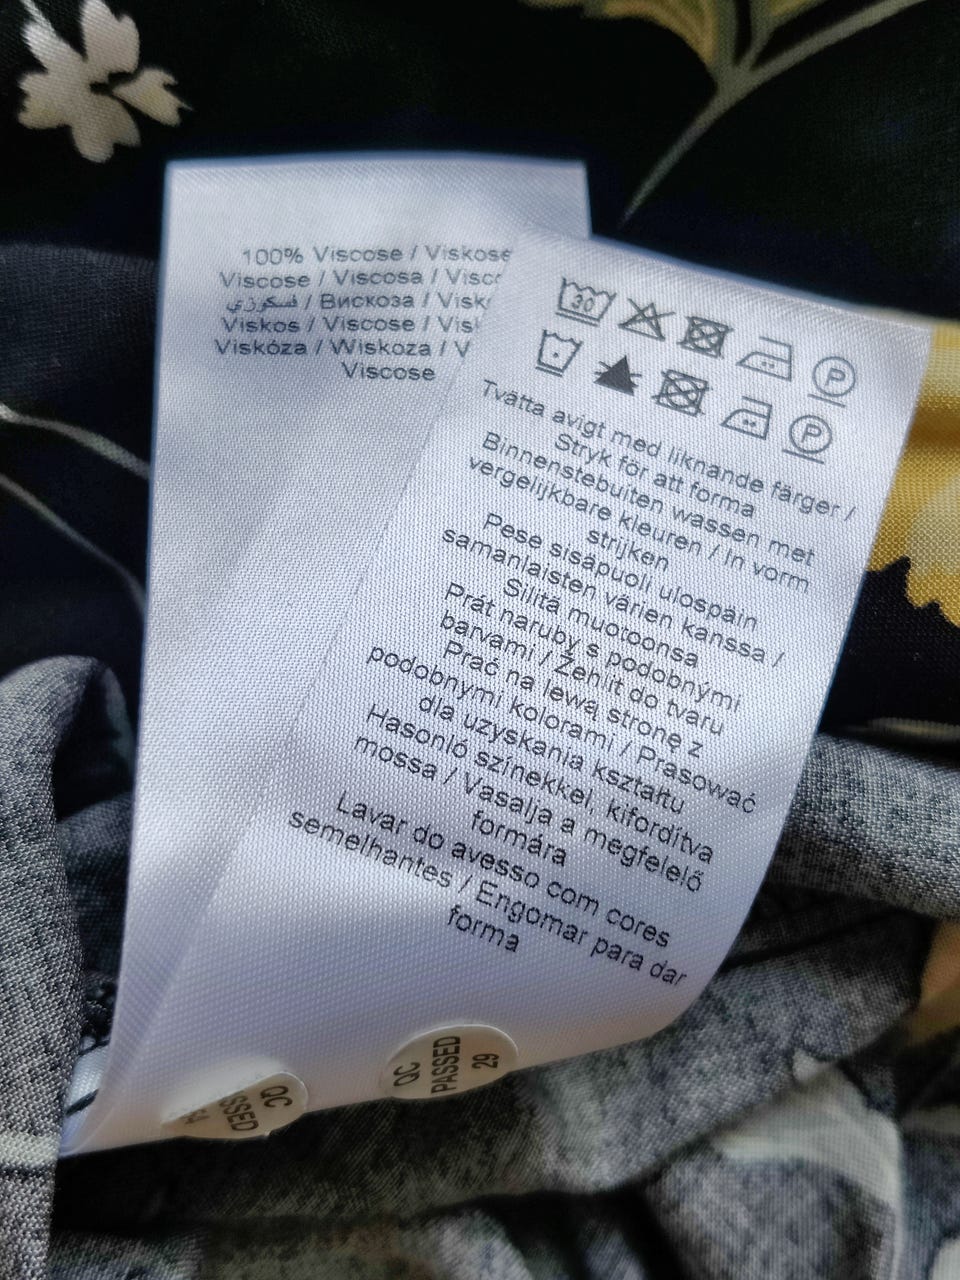 100% Viscose / Viskose
Viscose / Viscosa / Visco
فسكوزي / Вискоза / Visk
Viskos / Viscose / Vis
Viskóza / Wiskoza / V
Viscose
30
P
P
Tvätta avigt med liknande färger /
Stryk för att forma
Binnenstebuiten wassen met
vergelijkbare kleuren / In vorm
strijken
Pese sisäpuoli ulospäin
samanlaisten värien kanssa /
Silitä muotoonsa
Prát naruby s podobnými
barvami / Žehlit do tvaru
Prać na lewą stronę z
podobnymi kolorami / Prasować
dla uzyskania kształtu
Hasonló színekkel, kifordítva
mossa / Vasalja a megfelelő
formára
Lavar do avesso com cores
semelhantes / Engomar para dar
forma
QC
PASSED
29
QC
SSED